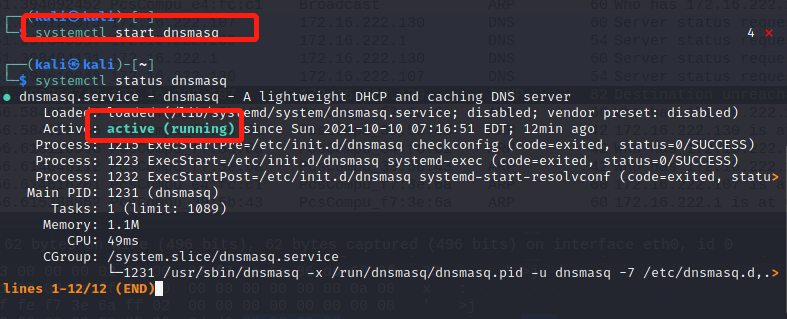 ┌──(kali㉿kali)-[~]
└─$ systemctl start dnsmasq
4 ⨯
┌──(kali㉿kali)-[~]
└─$ systemctl status dnsmasq
● dnsmasq.service - dnsmasq - A lightweight DHCP and caching DNS server
Loaded: loaded (/lib/systemd/system/dnsmasq.service; disabled; vendor preset: disabled)
Active: active (running) since Sun 2021-10-10 07:16:51 EDT; 12min ago
Process: 1215 ExecStartPre=/etc/init.d/dnsmasq checkconfig (code=exited, status=0/SUCCESS)
Process: 1223 ExecStart=/etc/init.d/dnsmasq systemd-exec (code=exited, status=0/SUCCESS)
Process: 1232 ExecStartPost=/etc/init.d/dnsmasq systemd-start-resolvconf (code=exited, statu>
Main PID: 1231 (dnsmasq)
Tasks: 1 (limit: 1089)
Memory: 1.1M
CPU: 49ms
CGroup: /system.slice/dnsmasq.service
└─1231 /usr/sbin/dnsmasq -x /run/dnsmasq/dnsmasq.pid -u dnsmasq -7 /etc/dnsmasq.d,.>
lines 1-12/12 (END)